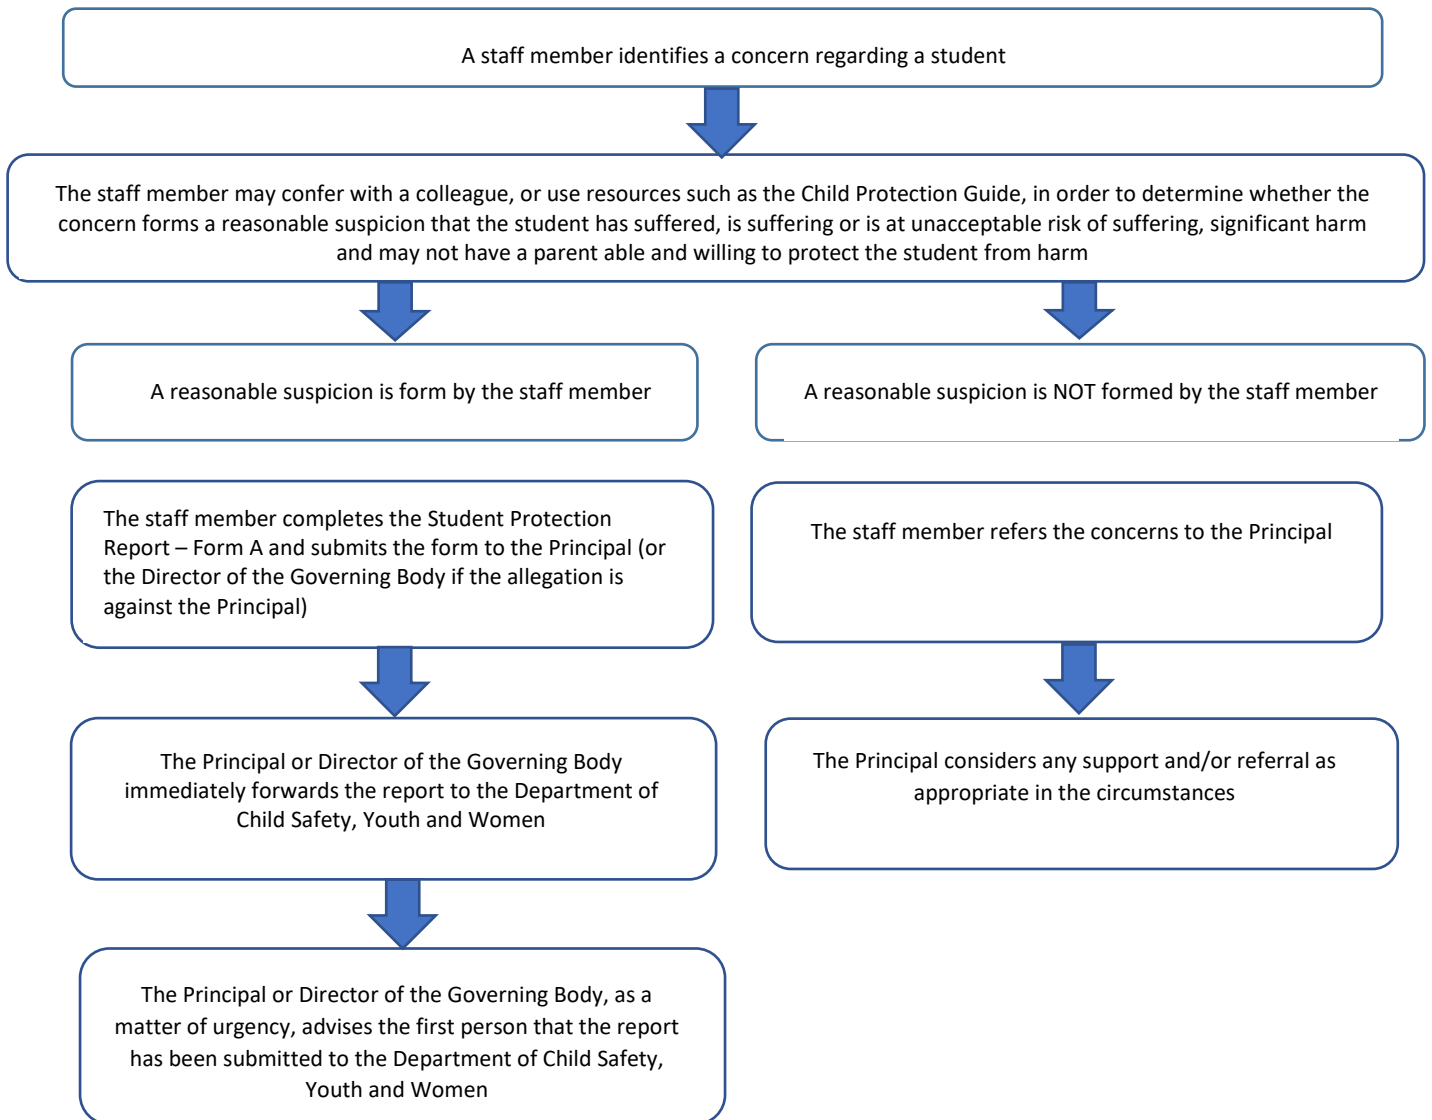 A staff member identifies a concern regarding a student
The staff member may confer with a colleague, or use resources such as the Child Protection Guide, in order to determine whether the
concern forms a reasonable suspicion that the student has suffered, is suffering or is at unacceptable risk of suffering, significant harm
and may not have a parent able and willing to protect the student from harm
A reasonable suspicion is form by the staff member
A reasonable suspicion is NOT formed by the staff member
The staff member completes the Student Protection
Report – Form A and submits the form to the Principal (or
the Director of the Governing Body if the allegation is
against the Principal)
The staff member refers the concerns to the Principal
The Principal or Director of the Governing Body
immediately forwards the report to the Department of
Child Safety, Youth and Women
The Principal considers any support and/or referral as
appropriate in the circumstances
The Principal or Director of the Governing Body, as a
matter of urgency, advises the first person that the report
has been submitted to the Department of Child Safety,
Youth and Women